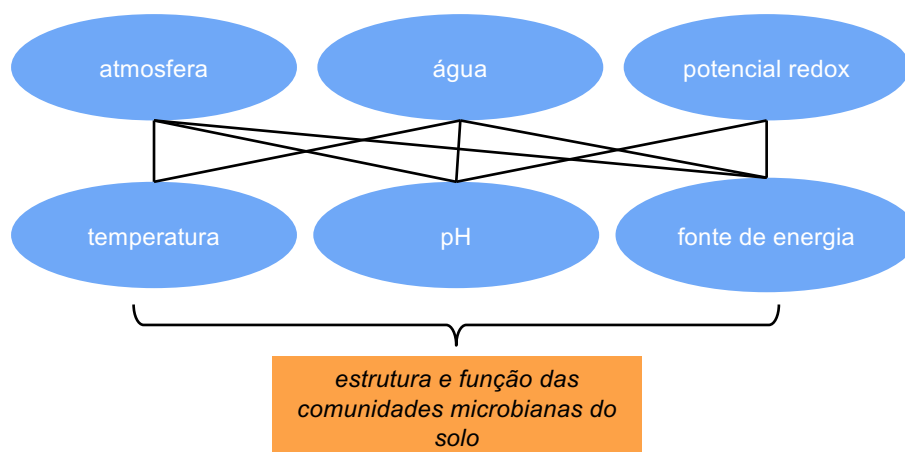 atmosfera
água
potencial redox
temperatura
pH
fonte de energia
estrutura e função das
comunidades microbianas do
solo